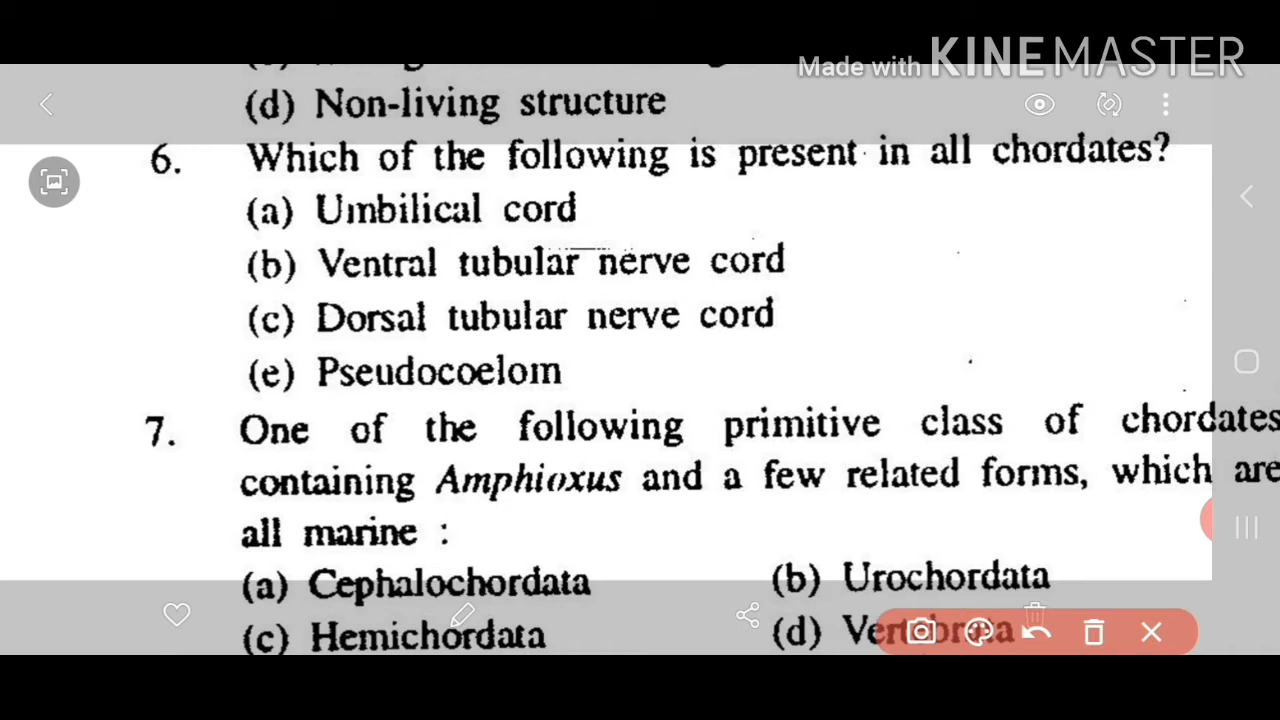 Made with KINEMASTER
(d) Non-living structure
6. Which of the following is present in all chordates?
(a) Umbilical cord
(b) Ventral tubular nerve cord
(c) Dorsal tubular nerve cord
(e) Pseudocoelom
7. One of the following primitive class of chordates
containing Amphioxus and a few related forms, which are
all marine :
(a) Cephalochordata (b) Urochordata
(c) Hemichordata (d)